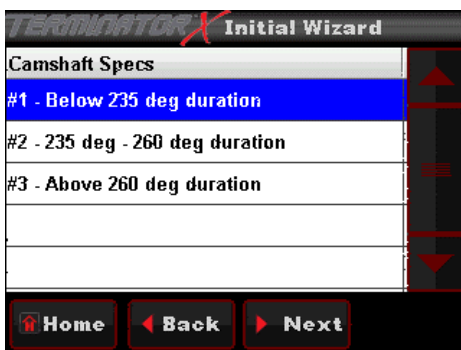 TERMINATOR X Initial Wizard
Camshaft Specs
#1 - Below 235 deg duration
#2 - 235 deg - 260 deg duration
#3 - Above 260 deg duration
Home Back Next